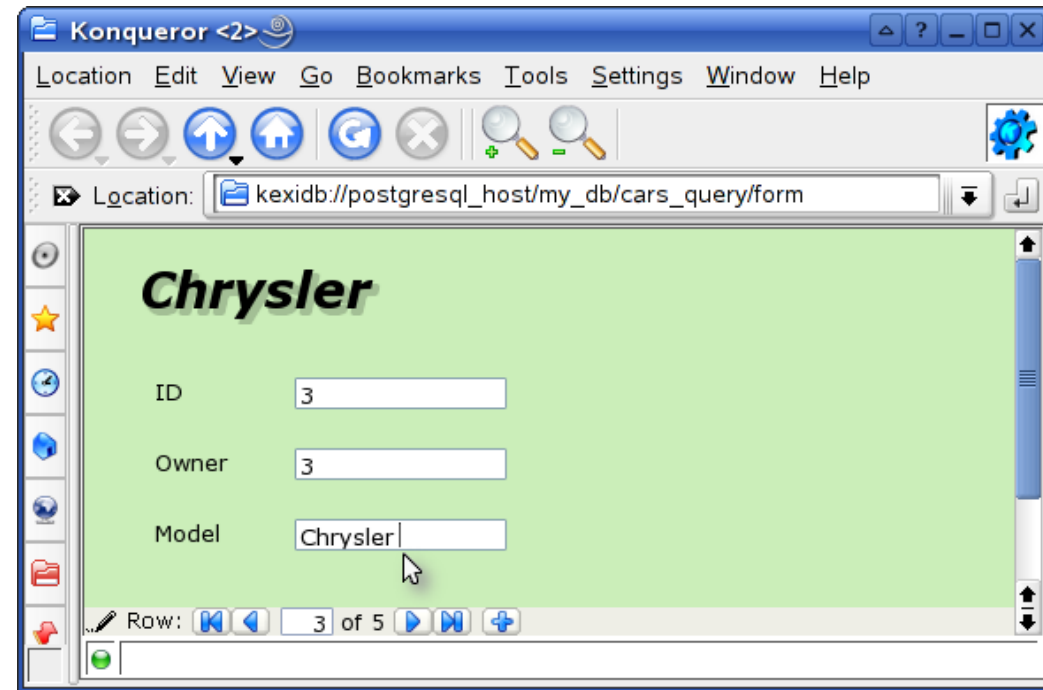 Konqueror <2>
Location Edit View Go Bookmarks Tools Settings Window Help
Location: kexidb://postgresql_host/my_db/cars_query/form
Chrysler
ID 3
Owner 3
Model Chrysler
Row: 3 of 5